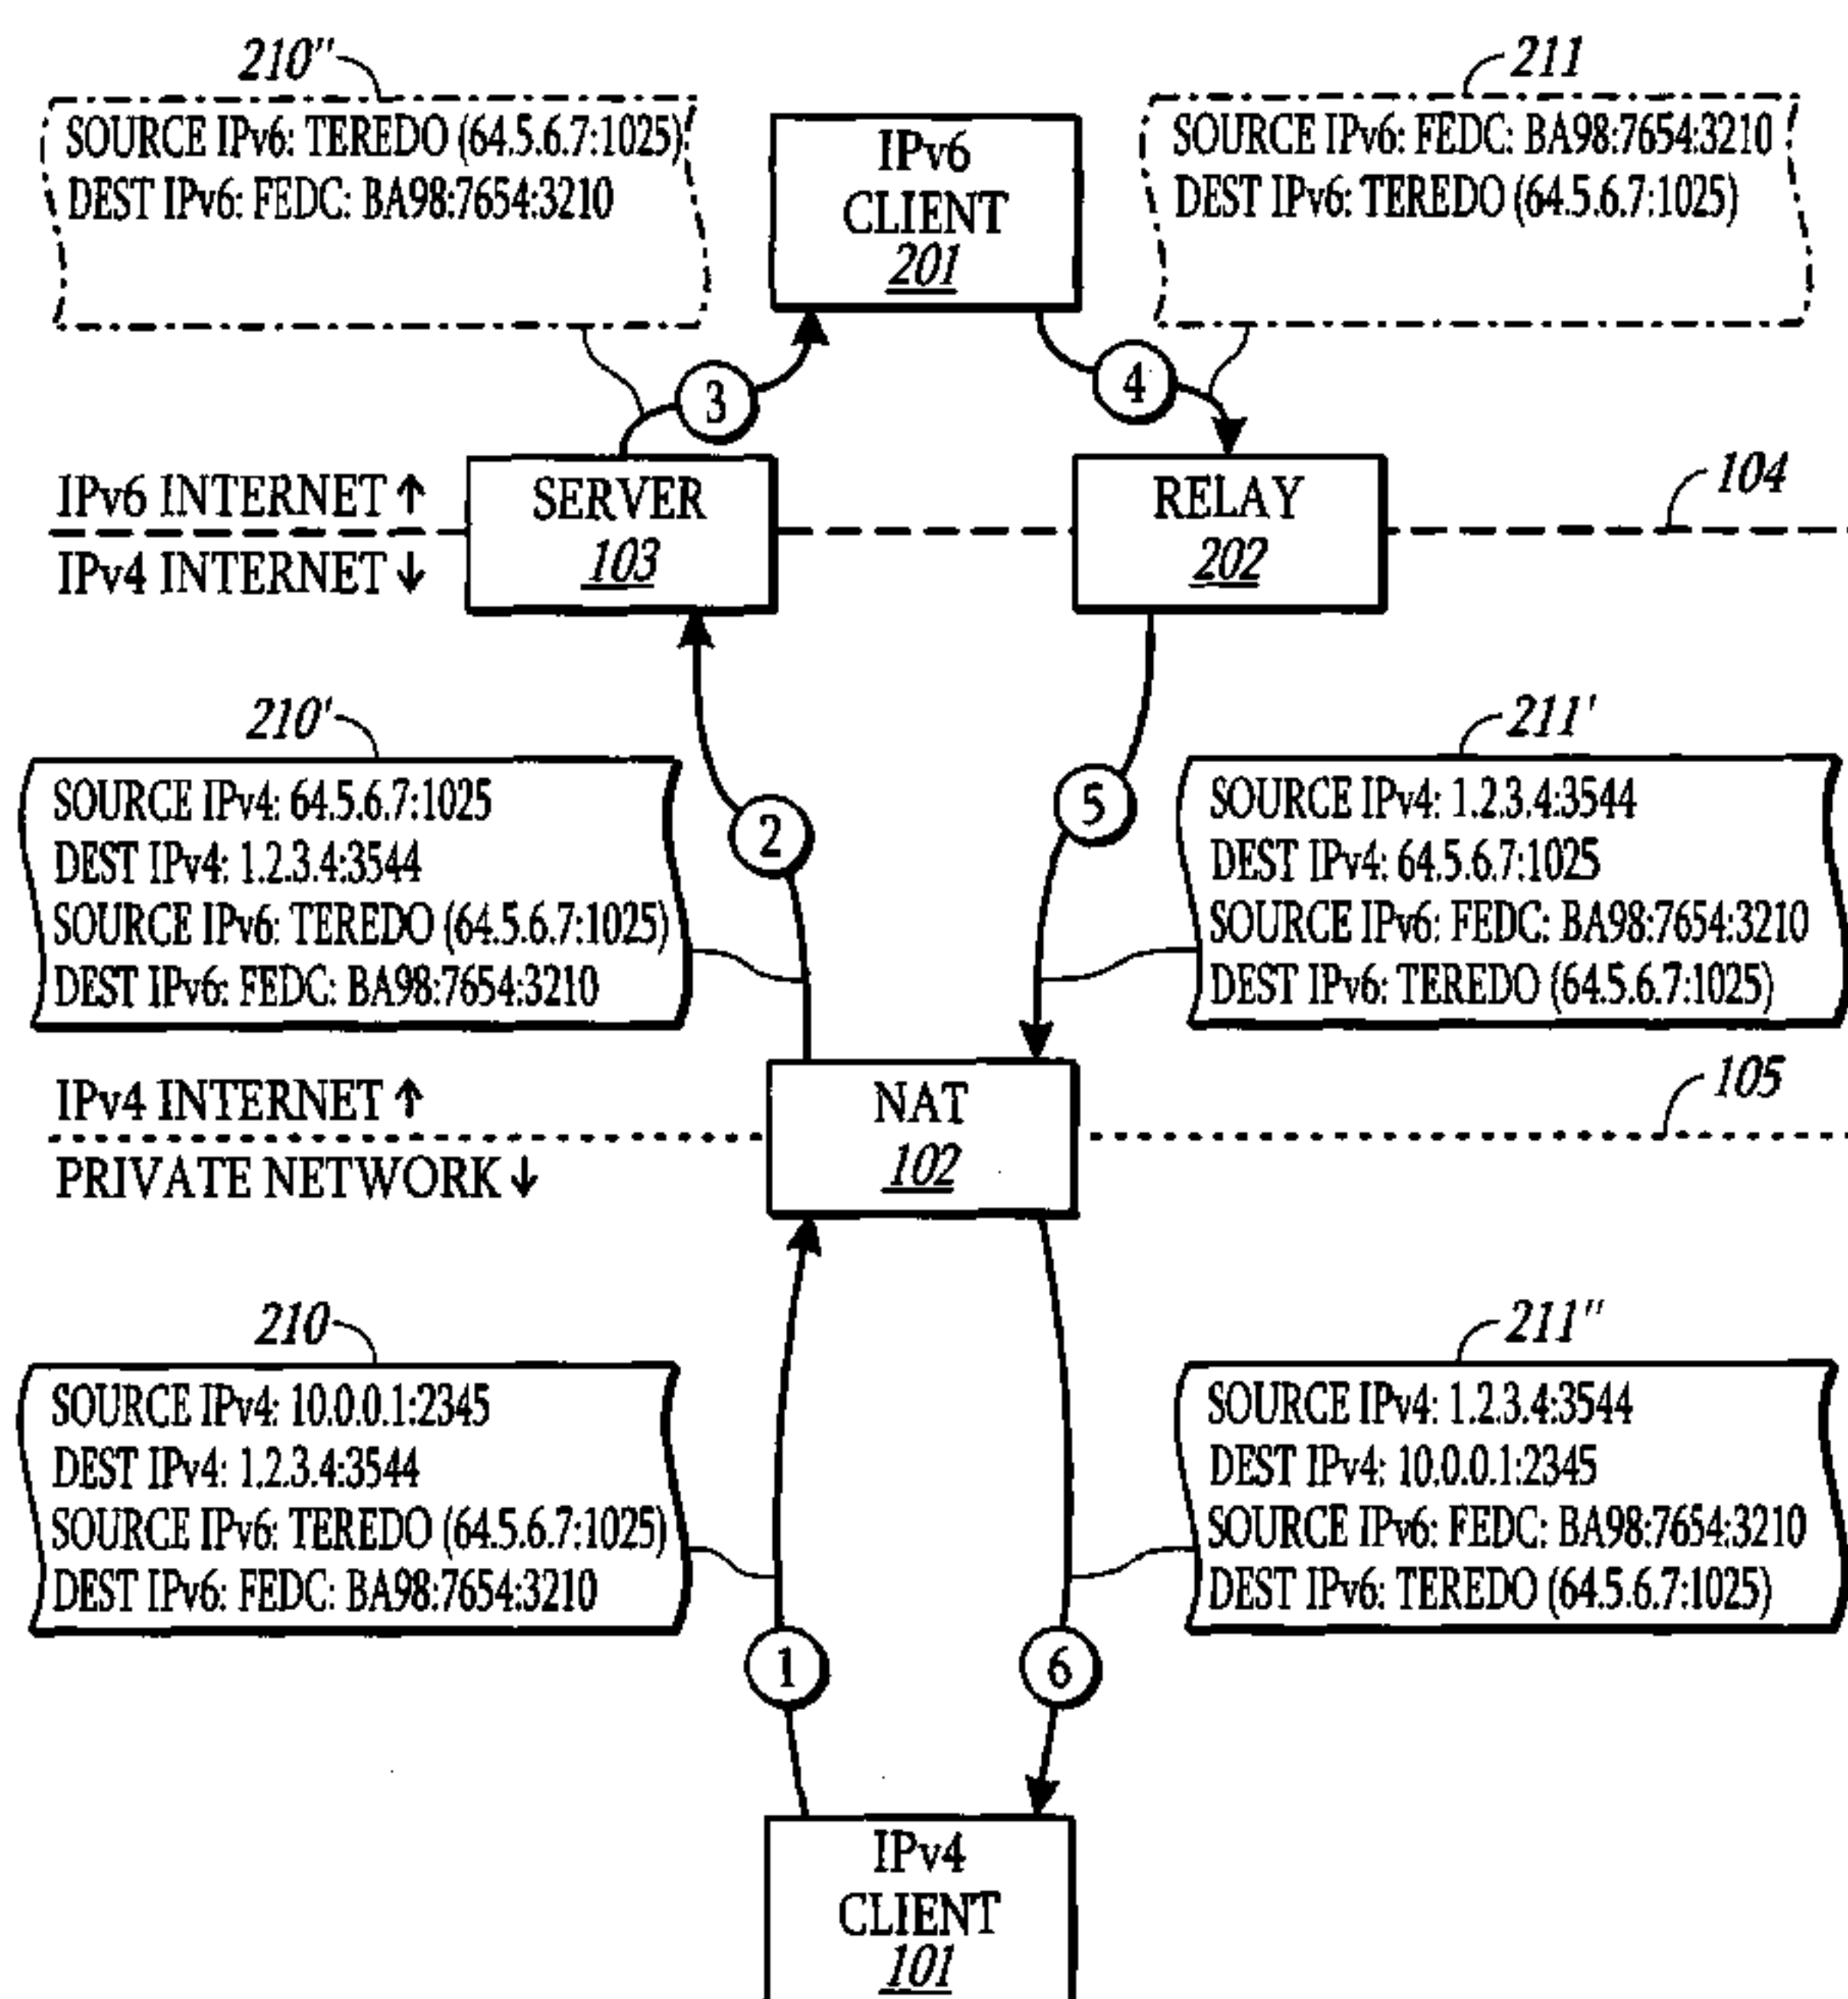 210"
SOURCE IPv6: TEREDO (64.5.6.7:1025)
DEST IPv6: FEDC: BA98:7654:3210
IPv6
CLIENT
201
211
SOURCE IPv6: FEDC: BA98:7654:3210
DEST IPv6: TEREDO (64.5.6.7:1025)
3
4
IPv6 INTERNET ↑
IPv4 INTERNET ↓
SERVER
103
RELAY
202
104
210'
SOURCE IPv4: 64.5.6.7:1025
DEST IPv4: 1.2.3.4:3544
SOURCE IPv6: TEREDO (64.5.6.7:1025)
DEST IPv6: FEDC: BA98:7654:3210
2
5
211'
SOURCE IPv4: 1.2.3.4:3544
DEST IPv4: 64.5.6.7:1025
SOURCE IPv6: FEDC: BA98:7654:3210
DEST IPv6: TEREDO (64.5.6.7:1025)
IPv4 INTERNET ↑
PRIVATE NETWORK ↓
NAT
102
105
210
SOURCE IPv4: 10.0.0.1:2345
DEST IPv4: 1.2.3.4:3544
SOURCE IPv6: TEREDO (64.5.6.7:1025)
DEST IPv6: FEDC: BA98:7654:3210
211"
SOURCE IPv4: 1.2.3.4:3544
DEST IPv4: 10.0.0.1:2345
SOURCE IPv6: FEDC: BA98:7654:3210
DEST IPv6: TEREDO (64.5.6.7:1025)
1
6
IPv4
CLIENT
101